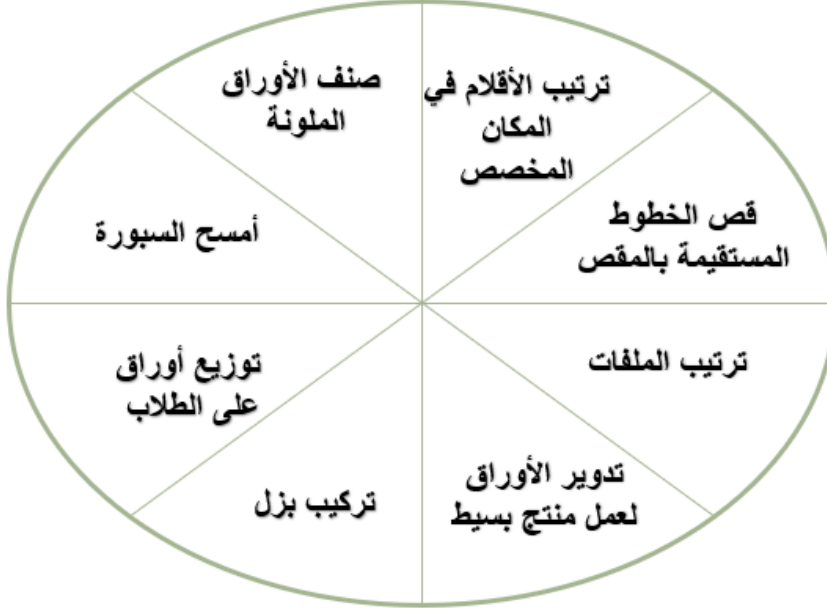 ترتيب الأقلام في
المكان
المخصص
قص الخطوط
المستقيمة بالمقص
ترتيب الملفات
تدوير الأوراق
لعمل منتج بسيط
تركيب بزل
توزيع أوراق
على الطلاب
أمسح السبورة
صنف الأوراق
الملونة